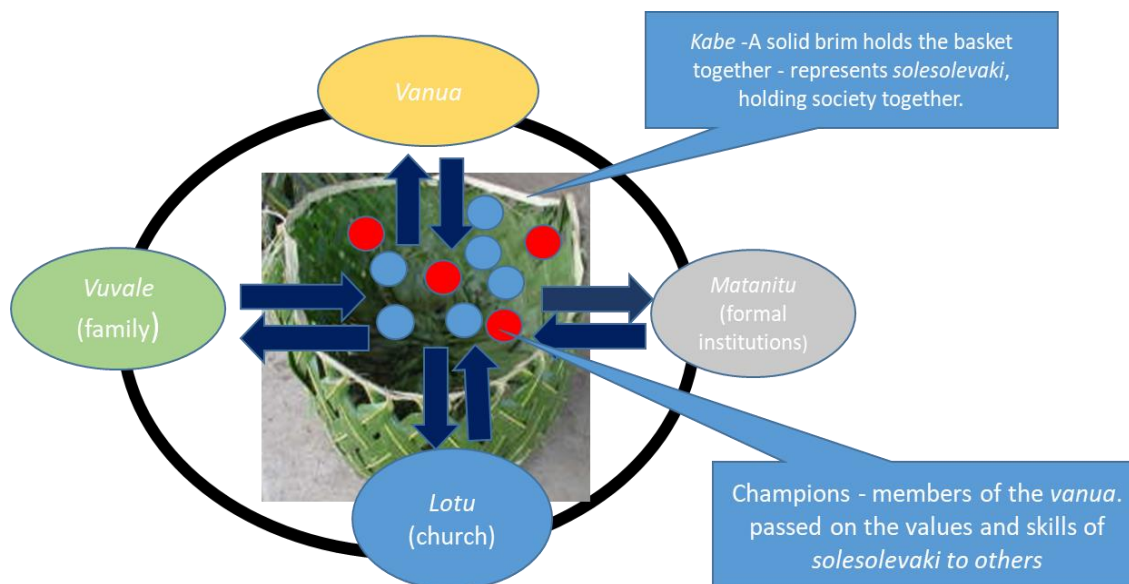 Kabe -A solid brim holds the basket
together - represents solesolevaki,
holding society together.
Vanua
Vuvale
(family)
Matanitu
(formal
institutions)
Lotu
(church)
Champions - members of the vanua.
passed on the values and skills of
solesolevaki to others